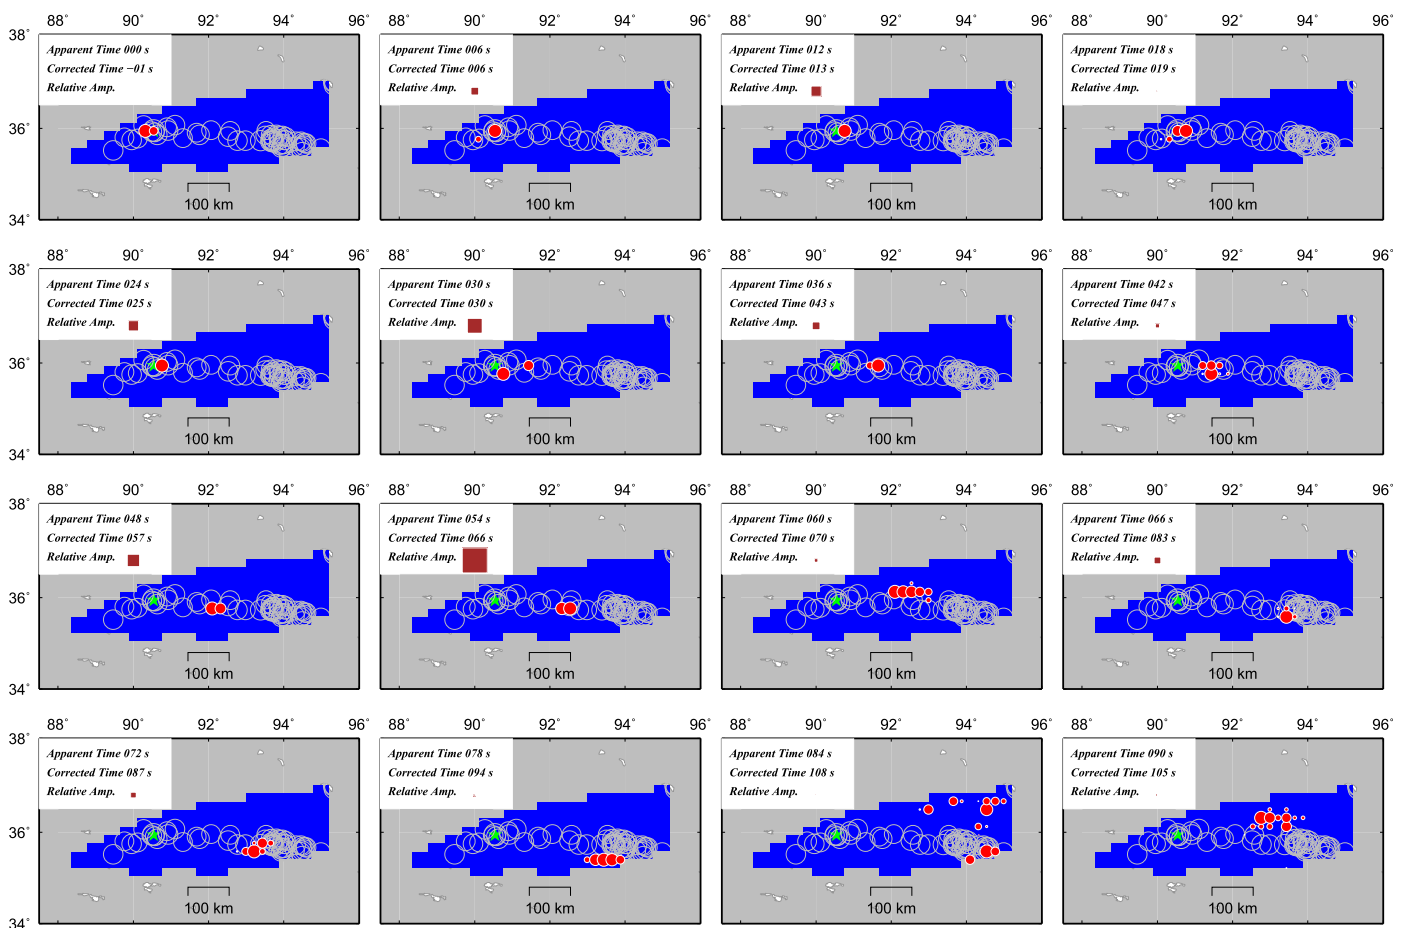 88° 90° 92° 94° 96° 88° 90° 92° 94° 96° 88° 90° 92° 94° 96° 88° 90° 92° 94° 96°
38°
Apparent Time 000 s Apparent Time 006 s Apparent Time 012 s Apparent Time 018 s
Corrected Time −01 s Corrected Time 006 s Corrected Time 013 s Corrected Time 019 s
Relative Amp. Relative Amp. Relative Amp. Relative Amp.
36°
100 km 100 km 100 km 100 km
34°
88° 90° 92° 94° 96° 88° 90° 92° 94° 96° 88° 90° 92° 94° 96° 88° 90° 92° 94° 96°
38°
Apparent Time 024 s Apparent Time 030 s Apparent Time 036 s Apparent Time 042 s
Corrected Time 025 s Corrected Time 030 s Corrected Time 043 s Corrected Time 047 s
Relative Amp. Relative Amp. Relative Amp. Relative Amp.
36°
100 km 100 km 100 km 100 km
34°
88° 90° 92° 94° 96° 88° 90° 92° 94° 96° 88° 90° 92° 94° 96° 88° 90° 92° 94° 96°
38°
Apparent Time 048 s Apparent Time 054 s Apparent Time 060 s Apparent Time 066 s
Corrected Time 057 s Corrected Time 066 s Corrected Time 070 s Corrected Time 083 s
Relative Amp. Relative Amp. Relative Amp. Relative Amp.
36°
100 km 100 km 100 km 100 km
34°
88° 90° 92° 94° 96° 88° 90° 92° 94° 96° 88° 90° 92° 94° 96° 88° 90° 92° 94° 96°
38°
Apparent Time 072 s Apparent Time 078 s Apparent Time 084 s Apparent Time 090 s
Corrected Time 087 s Corrected Time 094 s Corrected Time 108 s Corrected Time 105 s
Relative Amp. Relative Amp. Relative Amp. Relative Amp.
36°
100 km 100 km 100 km 100 km
34°